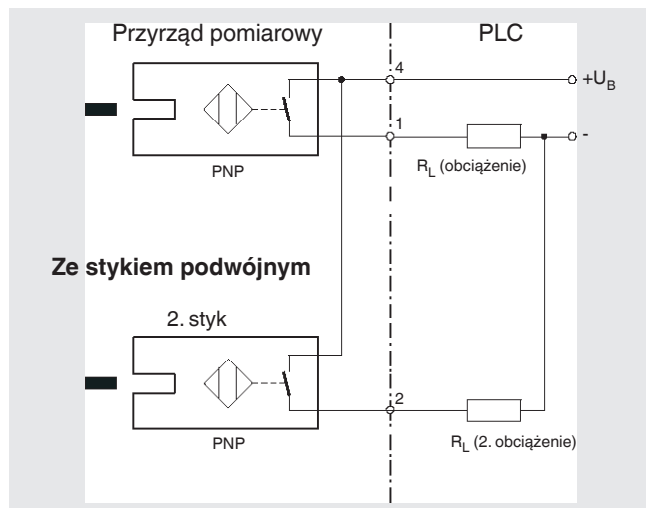 Przyrząd pomiarowy
PLC
4
+U_B
1
-
R_L (obciążenie)
PNP
Ze stykiem podwójnym
2. styk
2
R_L (2. obciążenie)
PNP